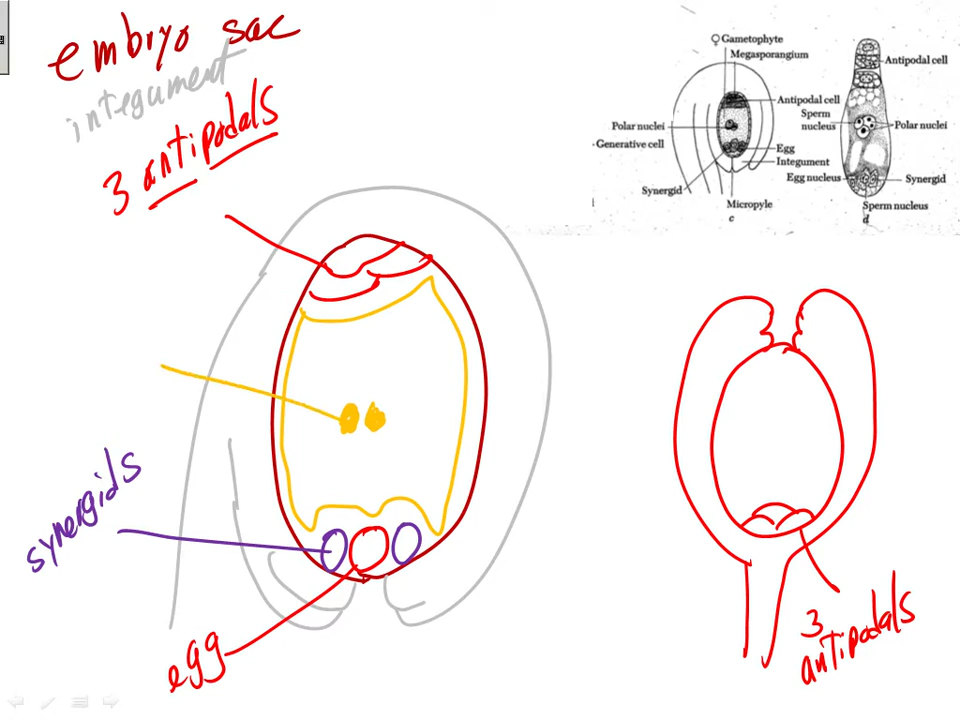 embryo sac
integument
3 antipodals
synergids
egg
♀ Gametophyte
Megasporangium
Antipodal cell
Polar nuclei
Generative cell
Egg
Integument
Synergid
Micropyle
c
Antipodal cell
Sperm
nucleus
Polar nuclei
Egg nucleus
Synergid
Sperm nucleus
d
3
antipodals